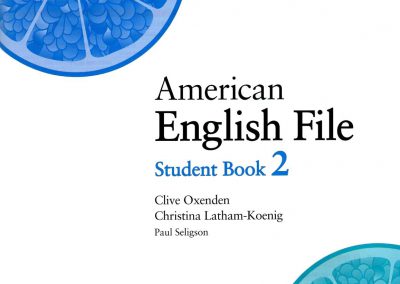 American
English File
Student Book 2
Clive Oxenden
Christina Latham-Koenig
Paul Seligson